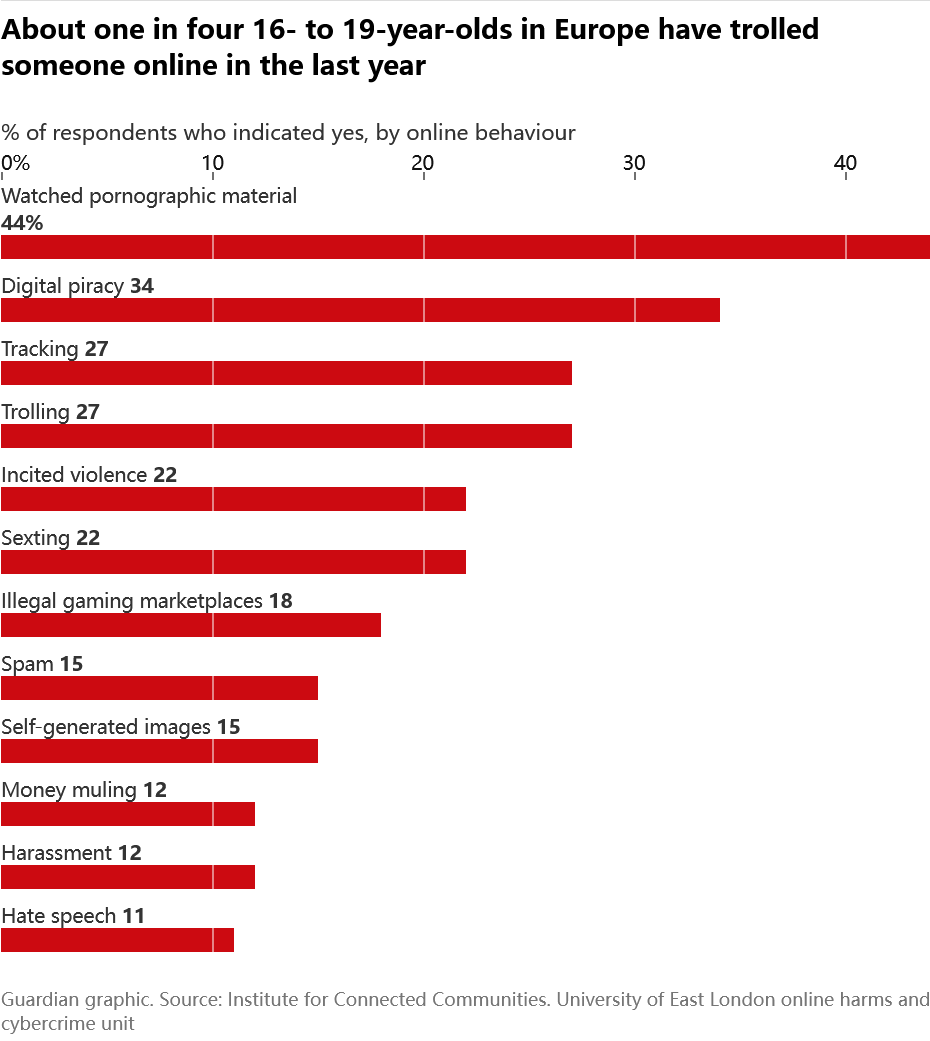 About one in four 16- to 19-year-olds in Europe have trolled
someone online in the last year
% of respondents who indicated yes, by online behaviour
0% 10 20 30 40
Watched pornographic material
44%
Digital piracy 34
Tracking 27
Trolling 27
Incited violence 22
Sexting 22
Illegal gaming marketplaces 18
Spam 15
Self-generated images 15
Money muling 12
Harassment 12
Hate speech 11
Guardian graphic. Source: Institute for Connected Communities. University of East London online harms and
cybercrime unit